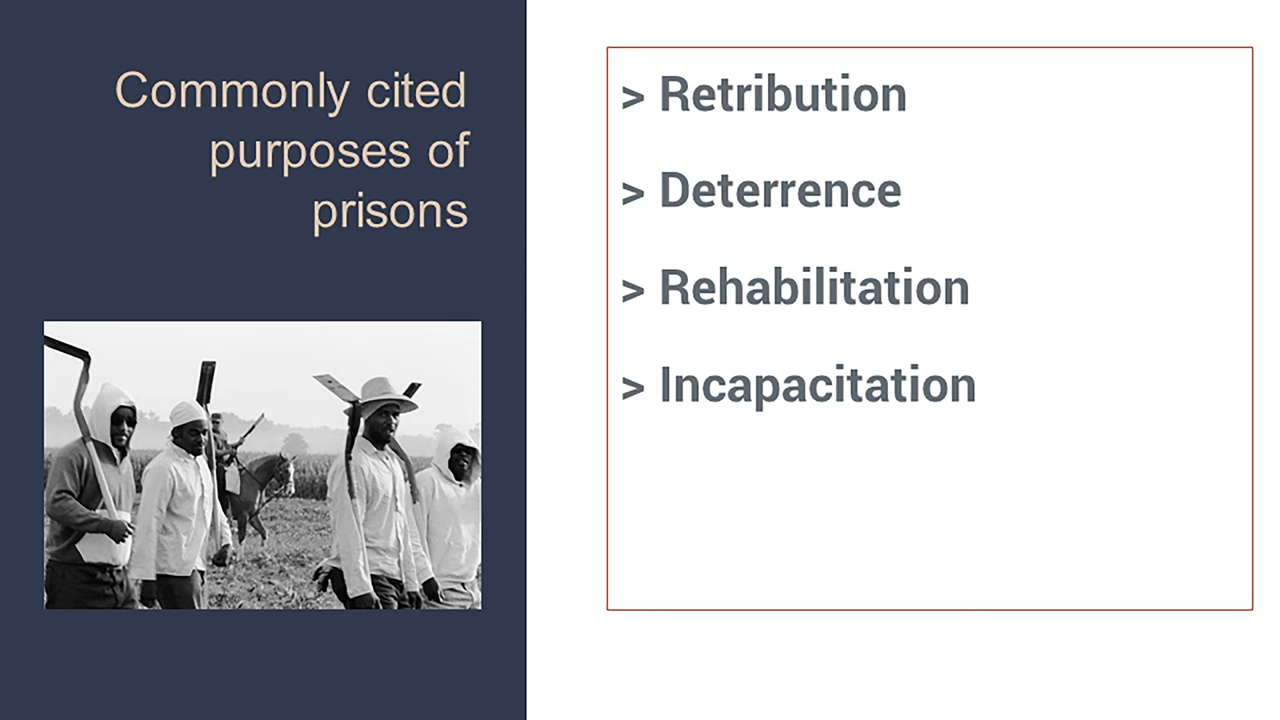 Commonly cited
purposes of
prisons
> Retribution
> Deterrence
> Rehabilitation
> Incapacitation